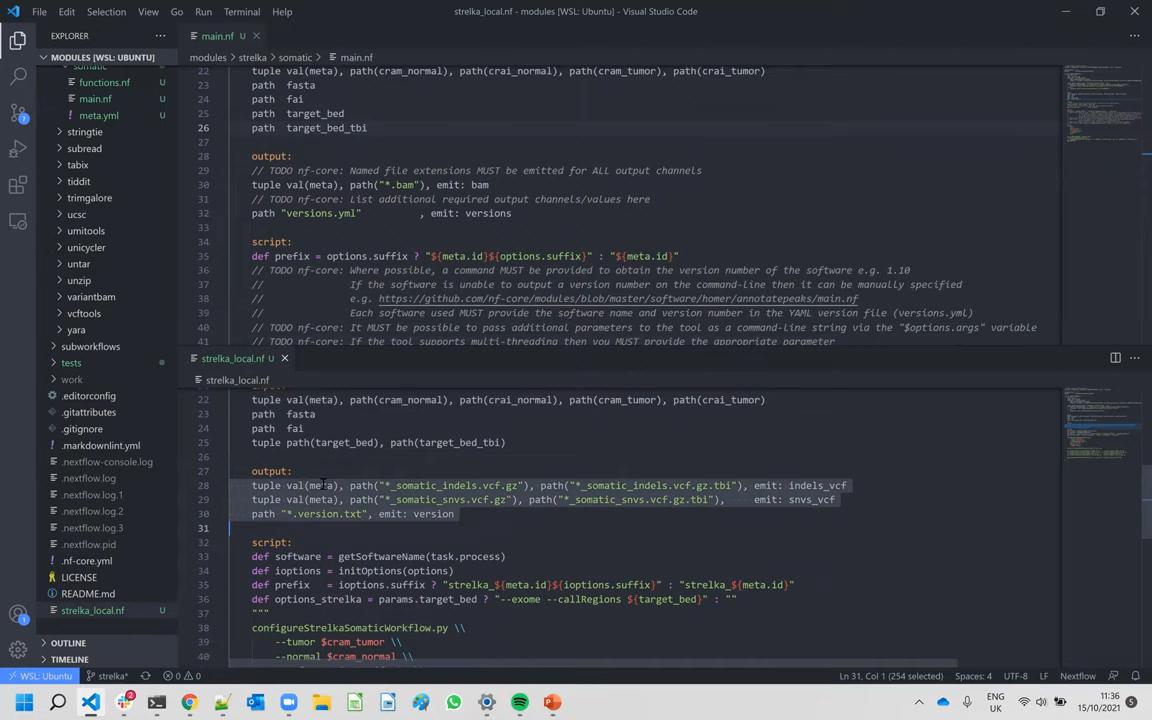 File Edit Selection View Go Run Terminal Help
strelka_local.nf - modules [WSL: Ubuntu] - Visual Studio Code
EXPLORER
MODULES [WSL: UBUNTU]
somatic
functions.nf U
main.nf U
meta.yml U
stringtie
subread
tabix
tiddit
trimgalore
ucsc
umitools
unicycler
untar
unzip
variantbam
vcftools
yara
subworkflows
tests
work
.editorconfig
.gitattributes
.gitignore
.markdownlint.yml
.nextflow-console.log
.nextflow.log
.nextflow.log.1
.nextflow.log.2
.nextflow.log.3
.nextflow.pid
.nf-core.yml
LICENSE
README.md
strelka_local.nf U
OUTLINE
TIMELINE
7
1
main.nf U
modules > strelka > somatic > main.nf
22 tuple val(meta), path(cram_normal), path(crai_normal), path(cram_tumor), path(crai_tumor)
23 path  fasta
24 path  fai
25 path  target_bed
26 path  target_bed_tbi
27
28 output:
29 // TODO nf-core: Named file extensions MUST be emitted for ALL output channels
30 tuple val(meta), path("*.bam"), emit: bam
31 // TODO nf-core: List additional required output channels/values here
32 path "versions.yml"          , emit: versions
33
34 script:
35 def prefix = options.suffix ? "${meta.id}${options.suffix}" : "${meta.id}"
36 // TODO nf-core: Where possible, a command MUST be provided to obtain the version number of the software e.g. 1.10
37 //               If the software is unable to output a version number on the command-line then it can be manually specified
38 //               e.g. https://github.com/nf-core/modules/blob/master/software/homer/annotatepeaks/main.nf
39 //               Each software used MUST provide the software name and version number in the YAML version file (versions.yml)
40 // TODO nf-core: It MUST be possible to pass additional parameters to the tool as a command-line string via the "$options.args" variable
41 // TODO nf-core: If the tool supports multi-threading then you MUST provide the appropriate parameter
strelka_local.nf U
strelka_local.nf
input:
22 tuple val(meta), path(cram_normal), path(crai_normal), path(cram_tumor), path(crai_tumor)
23 path  fasta
24 path  fai
25 tuple path(target_bed), path(target_bed_tbi)
26
27 output:
28 tuple val(meta), path("*_somatic_indels.vcf.gz"), path("*_somatic_indels.vcf.gz.tbi"), emit: indels_vcf
29 tuple val(meta), path("*_somatic_snvs.vcf.gz"), path("*_somatic_snvs.vcf.gz.tbi"),     emit: snvs_vcf
30 path "*.version.txt", emit: version
31
32 script:
33 def software = getSoftwareName(task.process)
34 def ioptions = initOptions(options)
35 def prefix   = ioptions.suffix ? "strelka_${meta.id}${ioptions.suffix}" : "strelka_${meta.id}"
36 def options_strelka = params.target_bed ? "--exome --callRegions ${target_bed}" : ""
37 """
38 configureStrelkaSomaticWorkflow.py \\
39 --tumor $cram_tumor \\
40 --normal $cram_normal \\
WSL: Ubuntu strelka* 0 0 Ln 31, Col 1 (254 selected) Spaces: 4 UTF-8 LF Nextflow
2
ENG
UK
11:36
15/10/2021